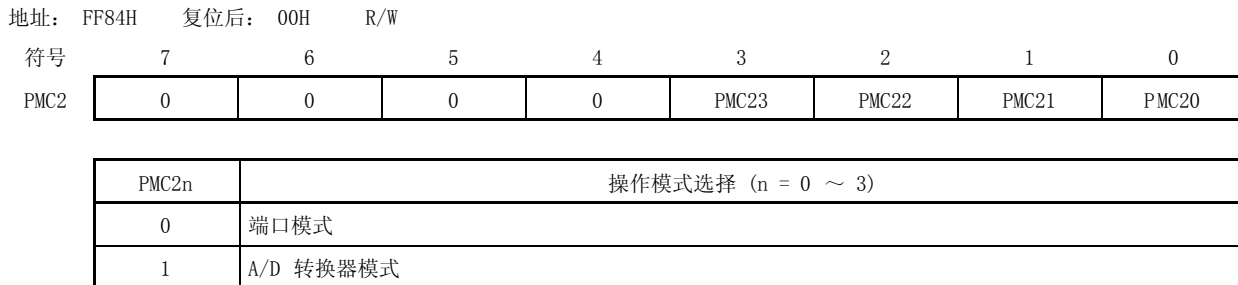 地址： FF84H 复位后： 00H R/W
符号 7 6 5 4 3 2 1 0
PMC2 0 0 0 0 PMC23 PMC22 PMC21 PMC20
PMC2n 操作模式选择 (n = 0 ～ 3)
0 端口模式
1 A/D 转换器模式